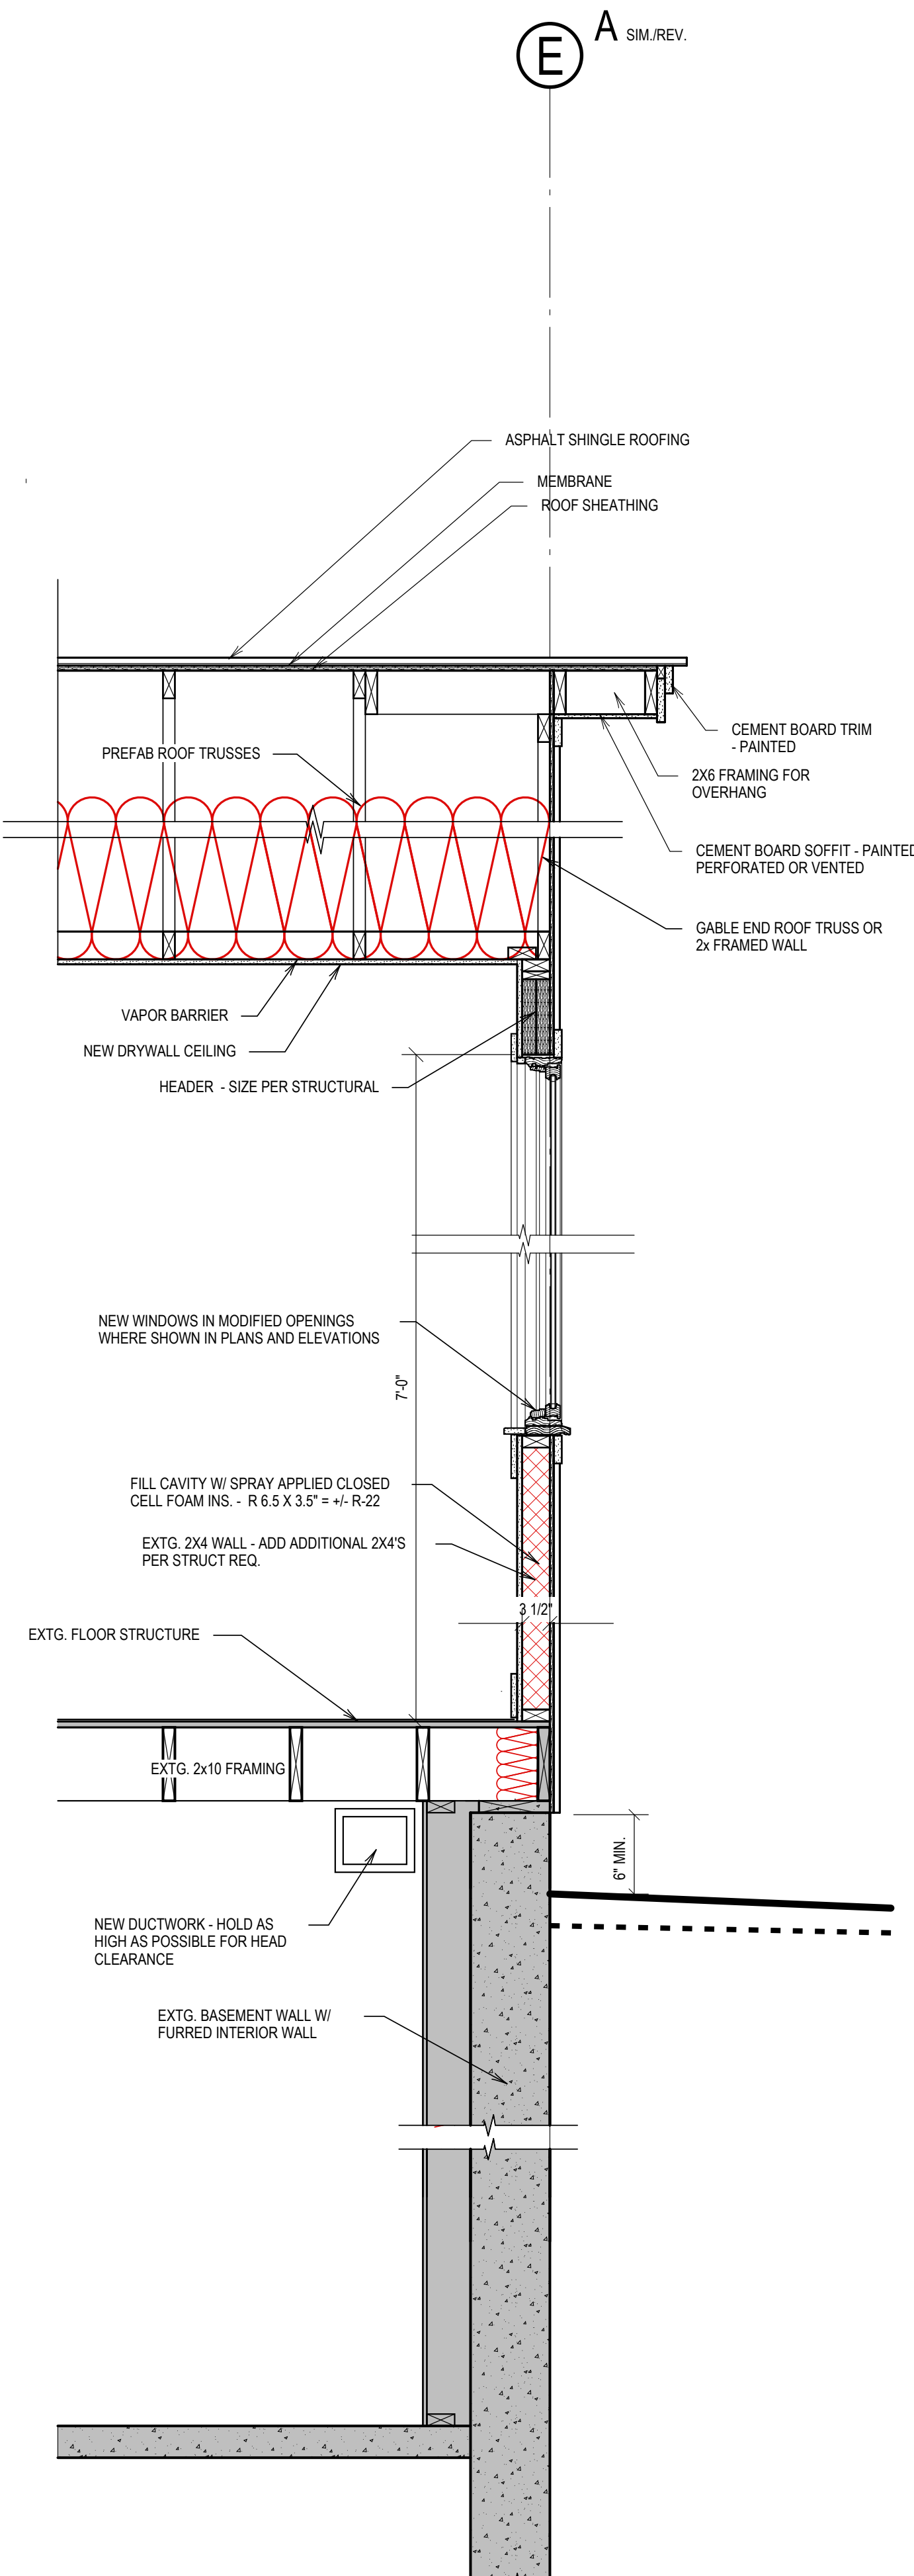 E
A SIM./REV.
ASPHALT SHINGLE ROOFING
MEMBRANE
ROOF SHEATHING
CEMENT BOARD TRIM
- PAINTED
PREFAB ROOF TRUSSES
2X6 FRAMING FOR
OVERHANG
CEMENT BOARD SOFFIT - PAINTED
PERFORATED OR VENTED
GABLE END ROOF TRUSS OR
2x FRAMED WALL
VAPOR BARRIER
NEW DRYWALL CEILING
HEADER - SIZE PER STRUCTURAL
NEW WINDOWS IN MODIFIED OPENINGS
WHERE SHOWN IN PLANS AND ELEVATIONS
7'-0"
FILL CAVITY W/ SPRAY APPLIED CLOSED
CELL FOAM INS. - R 6.5 X 3.5" = +/- R-22
EXTG. 2X4 WALL - ADD ADDITIONAL 2X4'S
PER STRUCT REQ.
3 1/2"
EXTG. FLOOR STRUCTURE
EXTG. 2x10 FRAMING
6" MIN.
NEW DUCTWORK - HOLD AS
HIGH AS POSSIBLE FOR HEAD
CLEARANCE
EXTG. BASEMENT WALL W/
FURRED INTERIOR WALL